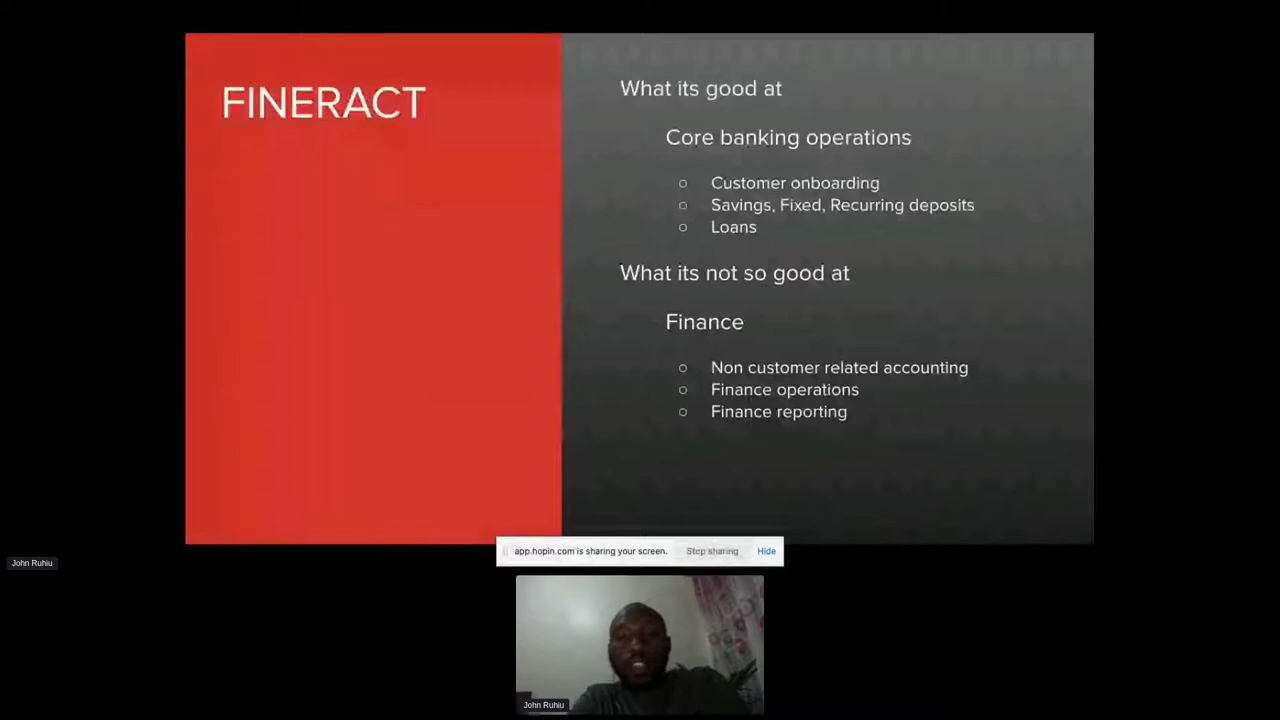 FINERACT
What its good at
Core banking operations
Customer onboarding
Savings, Fixed, Recurring deposits
Loans
What its not so good at
Finance
Non customer related accounting
Finance operations
Finance reporting
app.hopin.com is sharing your screen. Stop sharing Hide
John Ruhiu
John Ruhiu